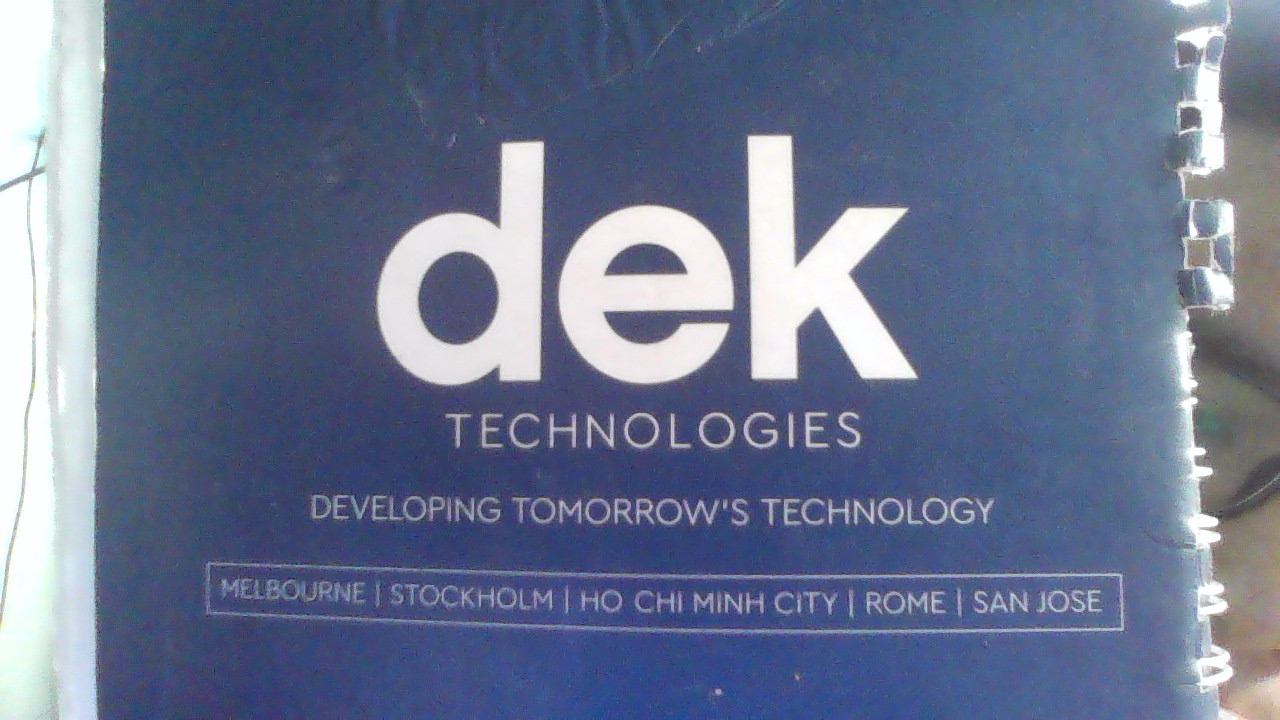 dek
TECHNOLOGIES
DEVELOPING TOMORROW'S TECHNOLOGY
MELBOURNE | STOCKHOLM | HO CHI MINH CITY | ROME | SAN JOSE